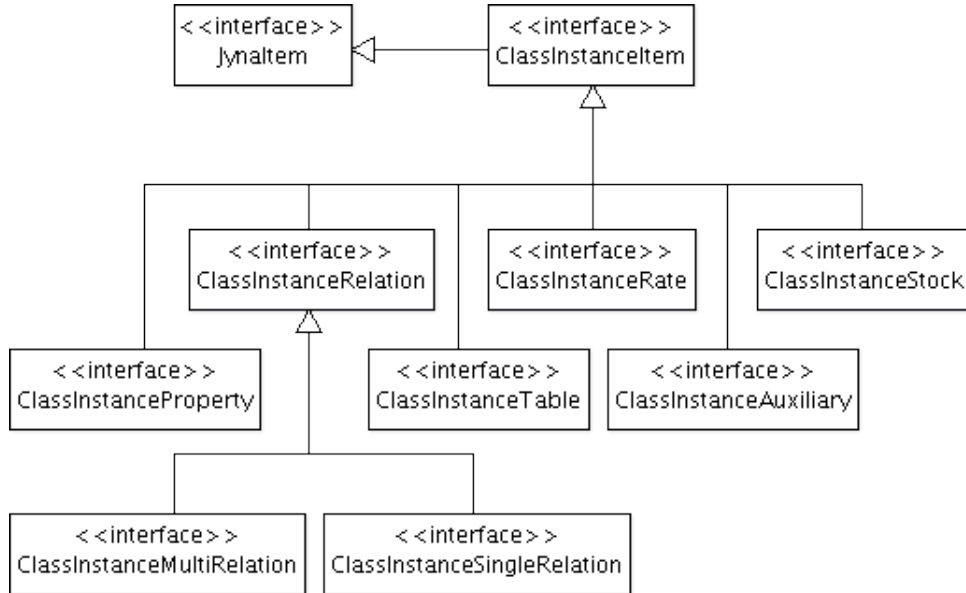 < <interface> >
JynaItem
< <interface> >
ClassInstanceItem
< <interface> >
ClassInstanceRelation
< <interface> >
ClassInstanceRate
< <interface> >
ClassInstanceStock
< <interface> >
ClassInstanceProperty
< <interface> >
ClassInstanceTable
< <interface> >
ClassInstanceAuxiliary
< <interface> >
ClassInstanceMultiRelation
< <interface> >
ClassInstanceSingleRelation